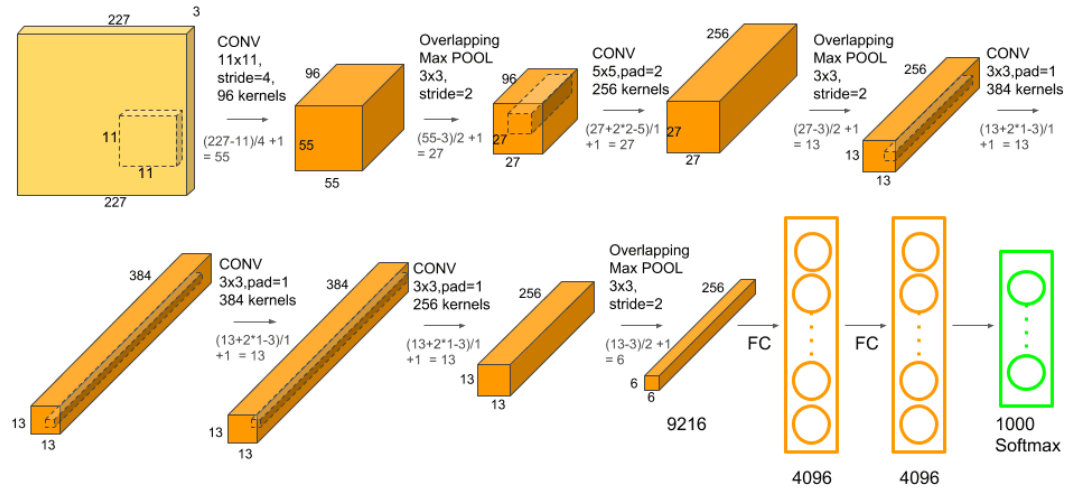 227
3
11
11
227
CONV
11x11,
stride=4,
96 kernels
(227-11)/4 +1
= 55
96
55
55
Overlapping
Max POOL
3x3,
stride=2
(55-3)/2 +1
= 27
96
27
27
CONV
5x5,pad=2
256 kernels
(27+2*2-5)/1
+1 = 27
256
27
27
Overlapping
Max POOL
3x3,
stride=2
(27-3)/2 +1
= 13
256
13
13
CONV
3x3,pad=1
384 kernels
(13+2*1-3)/1
+1 = 13
384
13
13
CONV
3x3,pad=1
384 kernels
(13+2*1-3)/1
+1 = 13
384
13
13
CONV
3x3,pad=1
256 kernels
(13+2*1-3)/1
+1 = 13
256
13
13
Overlapping
Max POOL
3x3,
stride=2
(13-3)/2 +1
= 6
256
6
6
9216
FC
4096
FC
4096
1000
Softmax